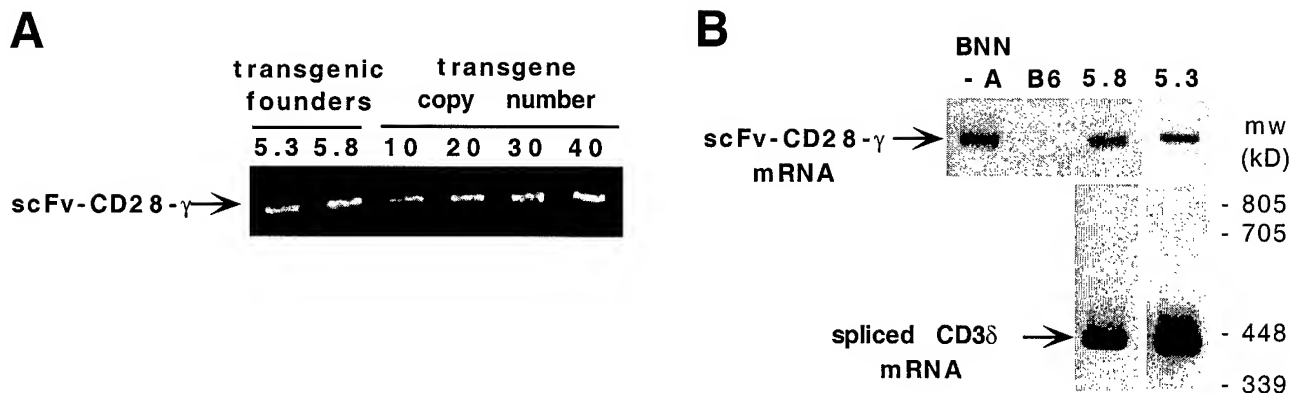 A
transgenic founders
transgene copy number
5.3 5.8 10 20 30 40
scFv-CD28-γ
B
BNN - A B6 5.8 5.3
scFv-CD28-γ mRNA
mw (kD)
- 805
- 705
spliced CD3δ mRNA
- 448
- 339